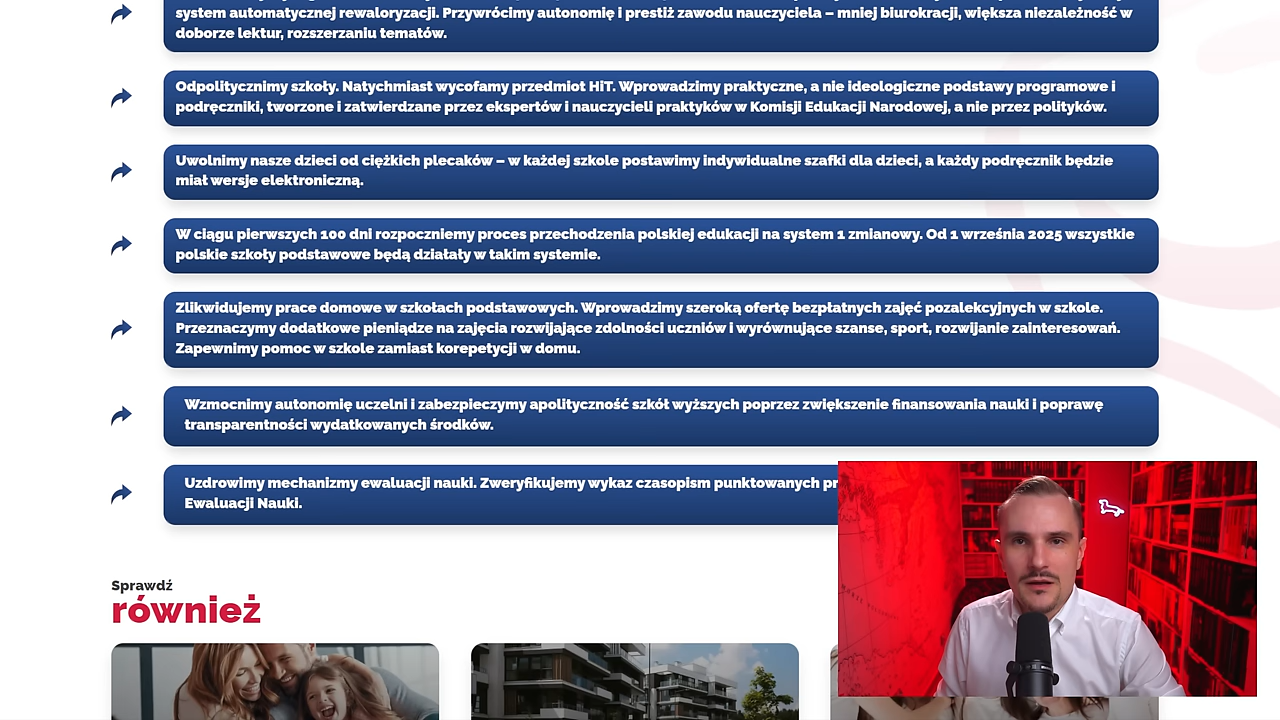 system automatycznej rewaloryzacji. Przywrócimy autonomię i prestiż zawodu nauczyciela – mniej biurokracji, większa niezależność w
doborze lektur, rozszerzaniu tematów.
Odpolitycznimy szkoły. Natychmiast wycofamy przedmiot HiT. Wprowadzimy praktyczne, a nie ideologiczne podstawy programowe i
podręczniki, tworzone i zatwierdzane przez ekspertów i nauczycieli praktyków w Komisji Edukacji Narodowej, a nie przez polityków.
Uwolnimy nasze dzieci od ciężkich plecaków – w każdej szkole postawimy indywidualne szafki dla dzieci, a każdy podręcznik będzie
miał wersje elektroniczną.
W ciągu pierwszych 100 dni rozpoczniemy proces przechodzenia polskiej edukacji na system 1 zmianowy. Od 1 września 2025 wszystkie
polskie szkoły podstawowe będą działały w takim systemie.
Zlikwidujemy prace domowe w szkołach podstawowych. Wprowadzimy szeroką ofertę bezpłatnych zajęć pozalekcyjnych w szkole.
Przeznaczymy dodatkowe pieniądze na zajęcia rozwijające zdolności uczniów i wyrównujące szanse, sport, rozwijanie zainteresowań.
Zapewnimy pomoc w szkole zamiast korepetycji w domu.
Wzmocnimy autonomię uczelni i zabezpieczymy apolityczność szkół wyższych poprzez zwiększenie finansowania nauki i poprawę
transparentności wydatkowanych środków.
Uzdrowimy mechanizmy ewaluacji nauki. Zweryfikujemy wykaz czasopism punktowanych
Ewaluacji Nauki.
Sprawdź
również